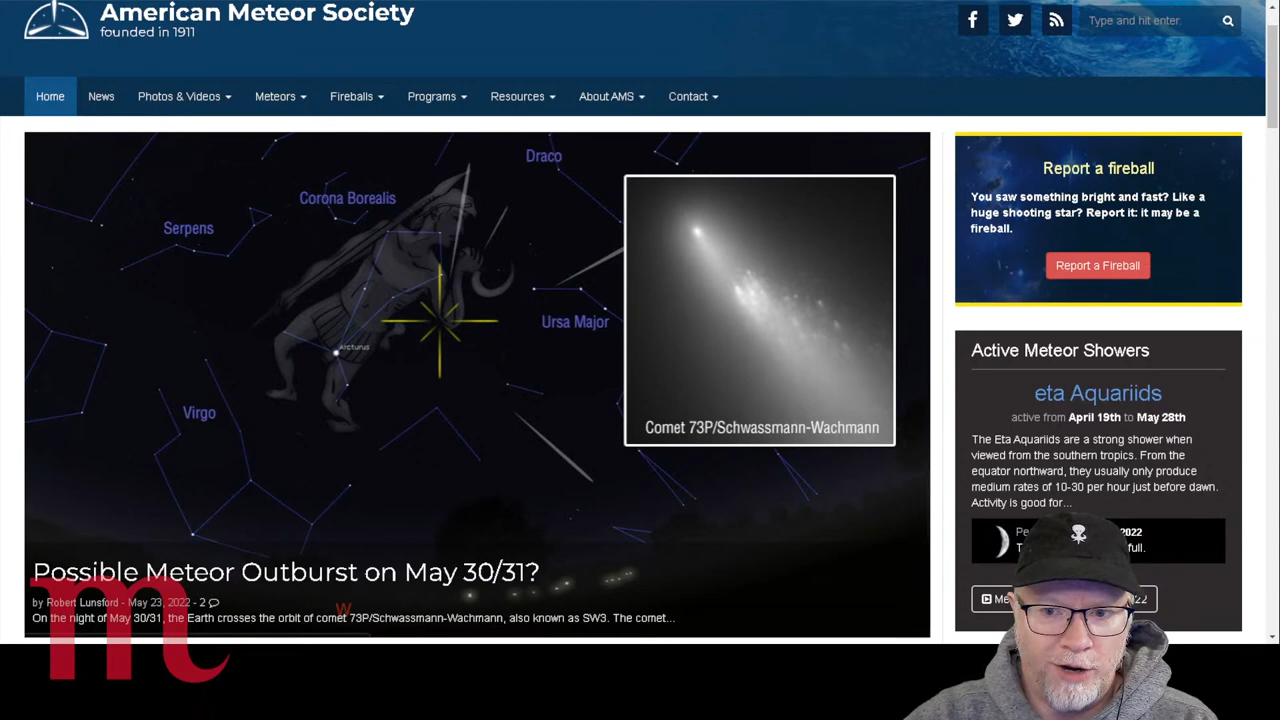 American Meteor Society
founded in 1911
Type and hit enter.
Home News Photos & Videos Meteors Fireballs Programs Resources About AMS Contact
Draco
Corona Borealis
Serpens
Ursa Major
Arcturus
Virgo
Comet 73P/Schwassmann-Wachmann
Possible Meteor Outburst on May 30/31?
by Robert Lunsford - May 23, 2022 - 2
On the night of May 30/31, the Earth crosses the orbit of comet 73P/Schwassmann-Wachmann, also known as SW3. The comet...
m
w
Report a fireball
You saw something bright and fast? Like a
huge shooting star? Report it: it may be a
fireball.
Report a Fireball
Active Meteor Showers
eta Aquariids
active from April 19th to May 28th
The Eta Aquariids are a strong shower when
viewed from the southern tropics. From the
equator northward, they usually only produce
medium rates of 10-30 per hour just before dawn.
Activity is good for...
2022
full.